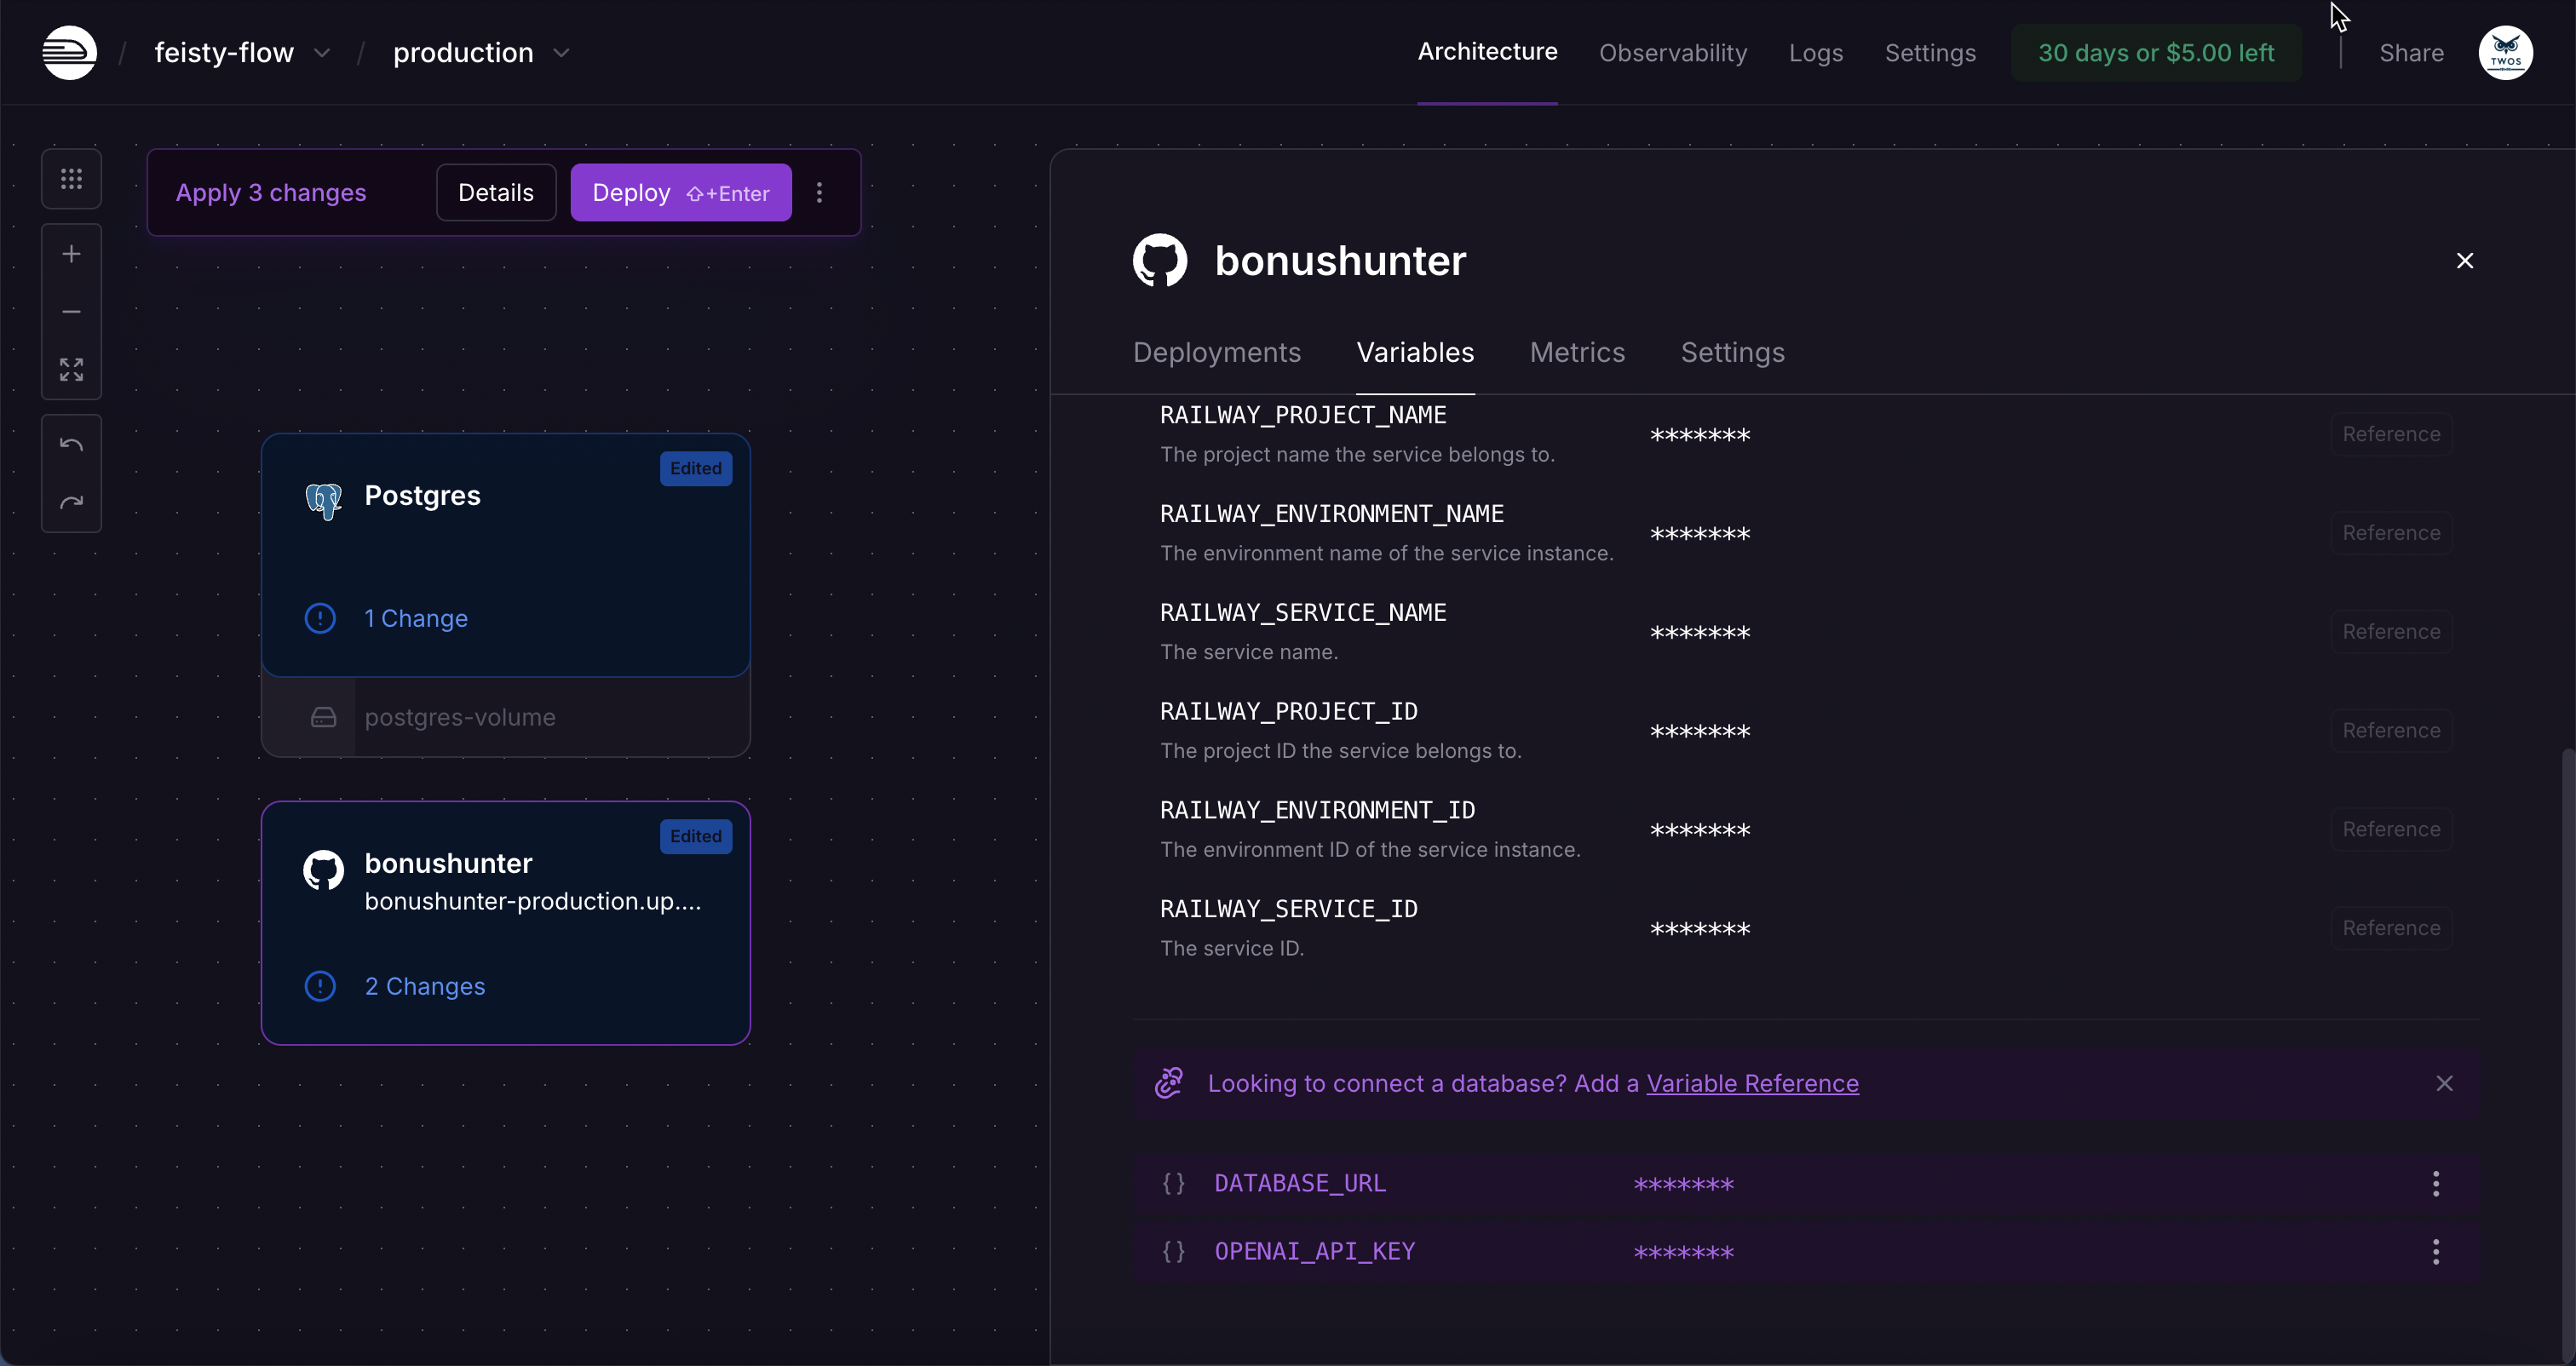 / feisty-flow / production
Architecture Observability Logs Settings 30 days or $5.00 left Share TWOS
Apply 3 changes Details Deploy ⇧+Enter
Postgres
Edited
1 Change
postgres-volume
bonushunter
Edited
bonushunter-production.up....
2 Changes
bonushunter
Deployments Variables Metrics Settings
RAILWAY_PROJECT_NAME
The project name the service belongs to.
******* Reference
RAILWAY_ENVIRONMENT_NAME
The environment name of the service instance.
******* Reference
RAILWAY_SERVICE_NAME
The service name.
******* Reference
RAILWAY_PROJECT_ID
The project ID the service belongs to.
******* Reference
RAILWAY_ENVIRONMENT_ID
The environment ID of the service instance.
******* Reference
RAILWAY_SERVICE_ID
The service ID.
******* Reference
Looking to connect a database? Add a Variable Reference
{} DATABASE_URL *******
{} OPENAI_API_KEY *******